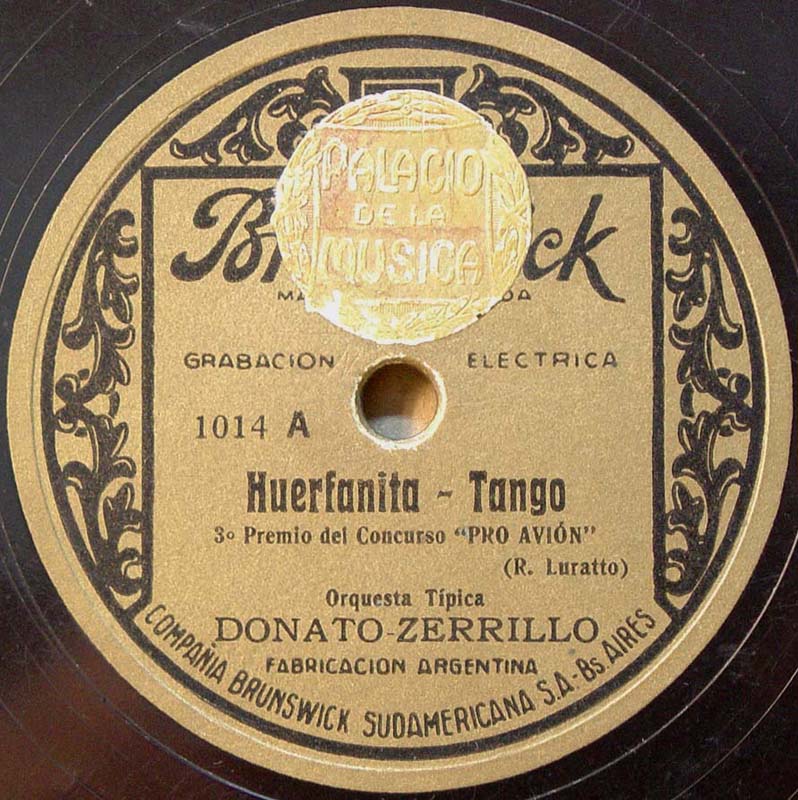 PALACIO
DE LA
MUSICA
GRABACION ELECTRICA
1014 A
Huerfanita - Tango
3º Premio del Concurso "PRO AVIÓN"
(R. Luratto)
Orquesta Típica
DONATO-ZERRILLO
FABRICACION ARGENTINA
COMPAÑIA BRUNSWICK SUDAMERICANA S.A.-Bs. AIRES